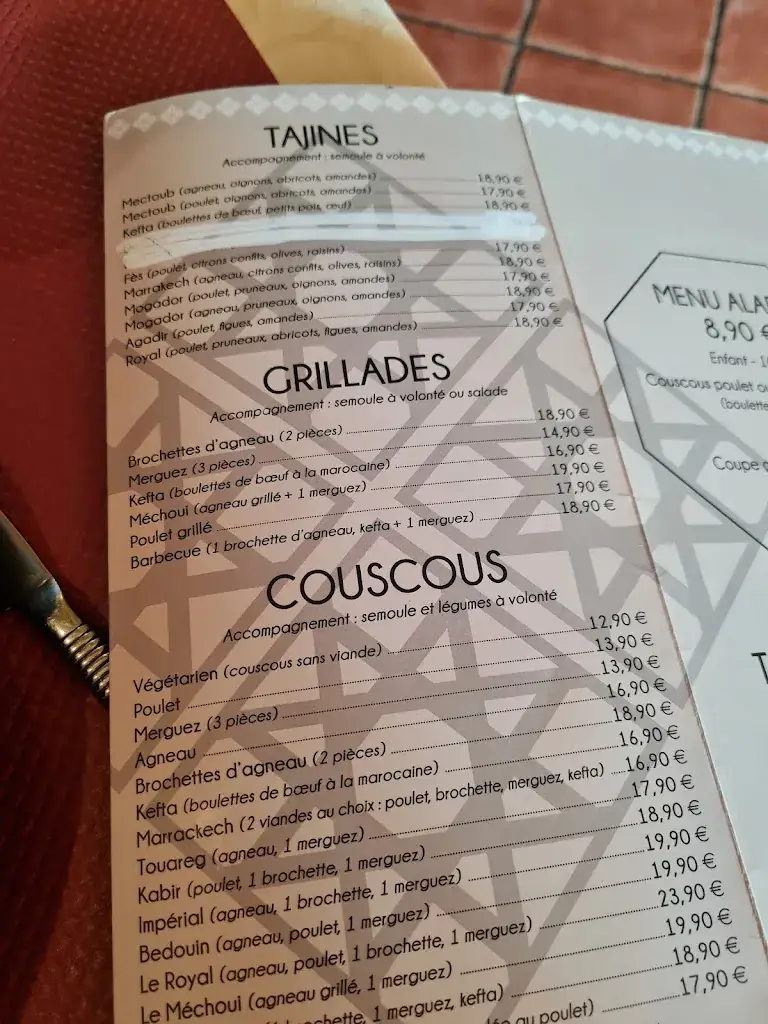 TAJINES
Accompagnement : semoule à volonté
Mectoub (agneau, oignons, abricots, amandes) 18,90 €
Mectoub (poulet, oignons, abricots, amandes) 17,90 €
Kefta (boulettes de bœuf, petits pois, œuf) 18,90 €
Fès (poulet, citrons confits, olives, raisins) 17,90 €
Marrakech (agneau, citrons confits, olives, raisins) 18,90 €
Mogador (poulet, pruneaux, oignons, amandes) 17,90 €
Mogador (agneau, pruneaux, oignons, amandes) 18,90 €
Agadir (poulet, figues, amandes) 17,90 €
Royal (poulet, pruneaux, abricots, figues, amandes) 18,90 €
GRILLADES
Accompagnement : semoule à volonté ou salade
Brochettes d'agneau (2 pièces) 18,90 €
Merguez (3 pièces) 14,90 €
Kefta (boulettes de bœuf à la marocaine) 16,90 €
Méchoui (agneau grillé + 1 merguez) 19,90 €
Poulet grillé 17,90 €
Barbecue (1 brochette d'agneau, kefta + 1 merguez) 18,90 €
COUSCOUS
Accompagnement : semoule et légumes à volonté
Végétarien (couscous sans viande) 12,90 €
Poulet 13,90 €
Merguez (3 pièces) 13,90 €
Agneau 16,90 €
Brochettes d'agneau (2 pièces) 18,90 €
Kefta (boulettes de bœuf à la marocaine) 16,90 €
Marrackech (2 viandes au choix : poulet, brochette, merguez, kefta) 16,90 €
Touareg (agneau, 1 merguez) 17,90 €
Kabir (poulet, 1 brochette, 1 merguez) 18,90 €
Impérial (agneau, 1 brochette, 1 merguez) 19,90 €
Bedouin (agneau, poulet, 1 merguez) 19,90 €
Le Royal (agneau, poulet, 1 brochette, 1 merguez) 23,90 €
Le Méchoui (agneau grillé, 1 merguez) 19,90 €
1 merguez, kefta) 18,90 €
au poulet) 17,90 €
MENU ALA
8,90 €
Enfant - 1
Couscous poulet ou
(boulette
Coupe
T